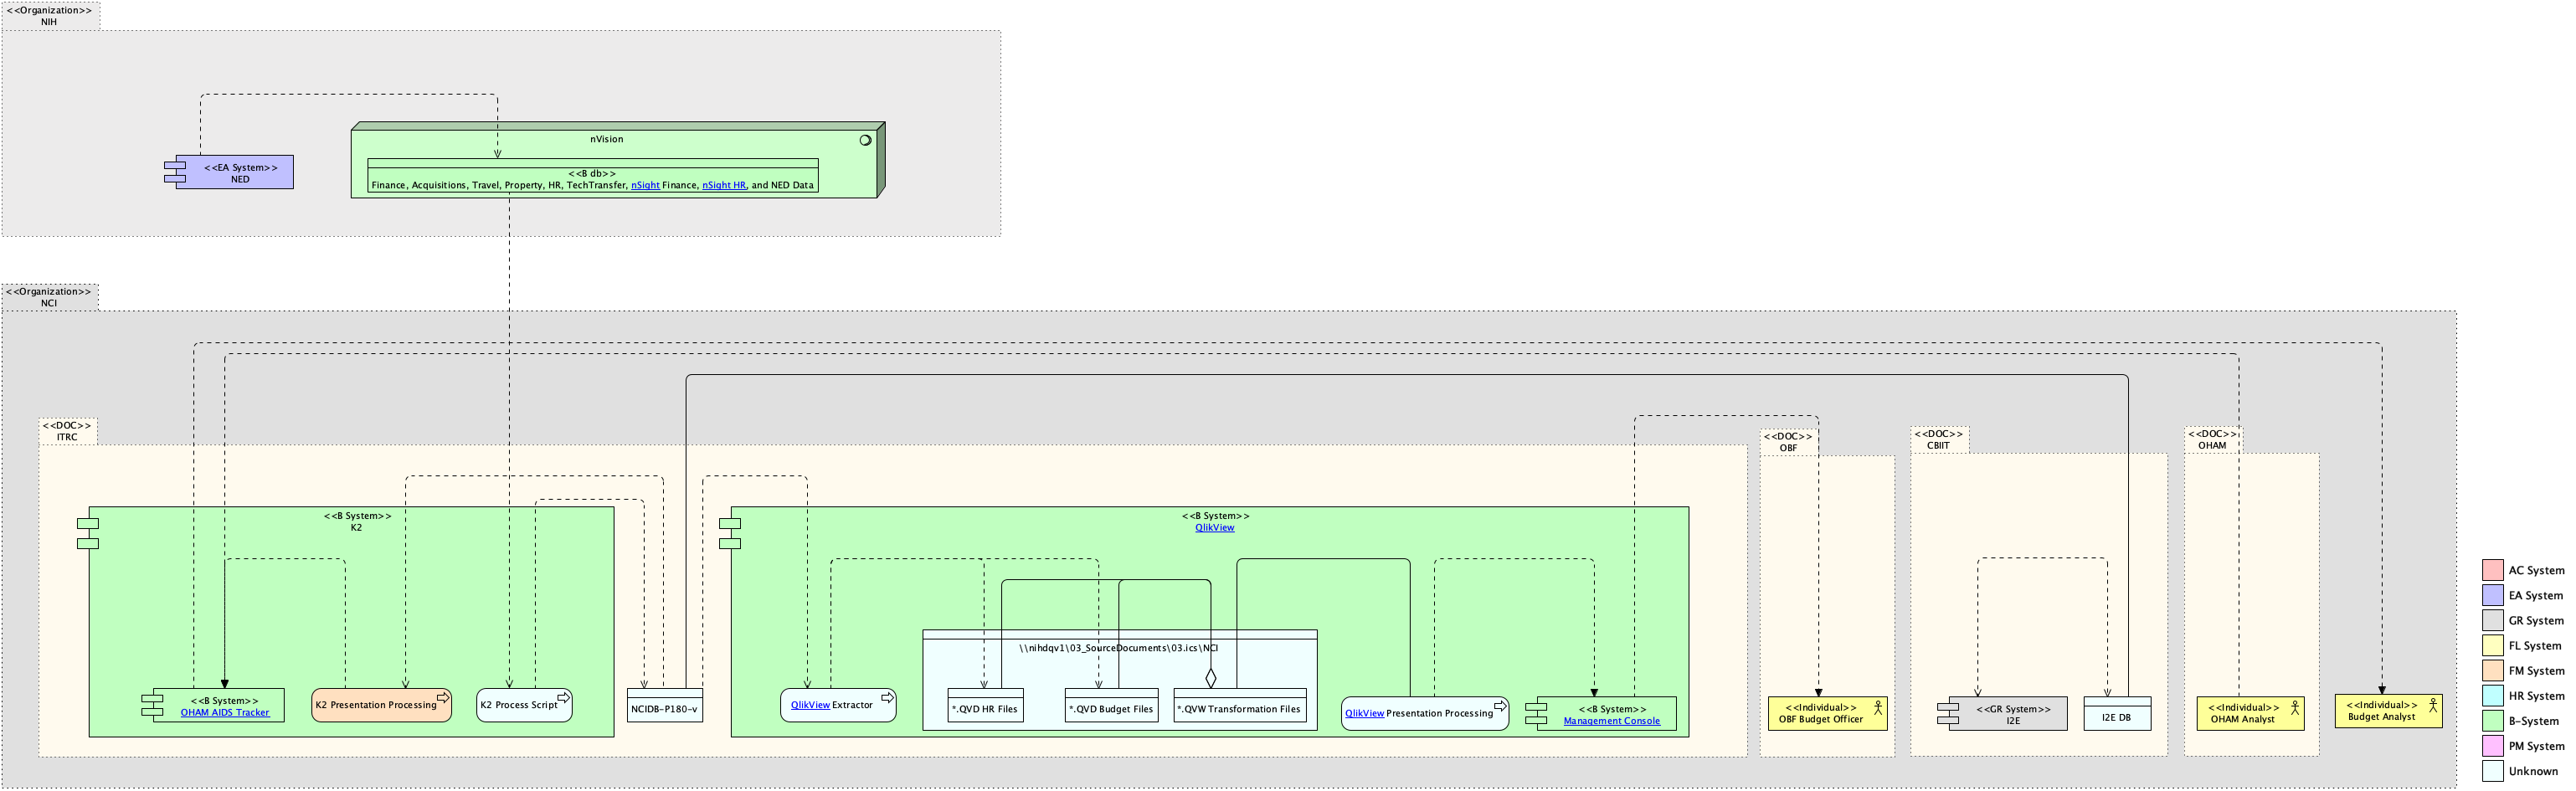 <<Organization>>
NIH
<<EA System>>
NED
nVision
<<B db>>
Finance, Acquisitions, Travel, Property, HR, TechTransfer, nSight Finance, nSight HR, and NED Data
<<Organization>>
NCI
<<DOC>>
ITRC
<<B System>>
K2
<<B System>>
OHAM AIDS Tracker
K2 Presentation Processing
K2 Process Script
NCIDB-P180-v
<<B System>>
QlikView
QlikView Extractor
\\nihdqv1\03_SourceDocuments\03.ics\NCI
*.QVD HR Files
*.QVD Budget Files
*.QVW Transformation Files
QlikView Presentation Processing
<<B System>>
Management Console
<<DOC>>
OBF
<<Individual>>
OBF Budget Officer
<<DOC>>
CBIIT
<<GR System>>
I2E
I2E DB
<<DOC>>
OHAM
<<Individual>>
OHAM Analyst
<<Individual>>
Budget Analyst
AC System
EA System
GR System
FL System
FM System
HR System
B-System
PM System
Unknown